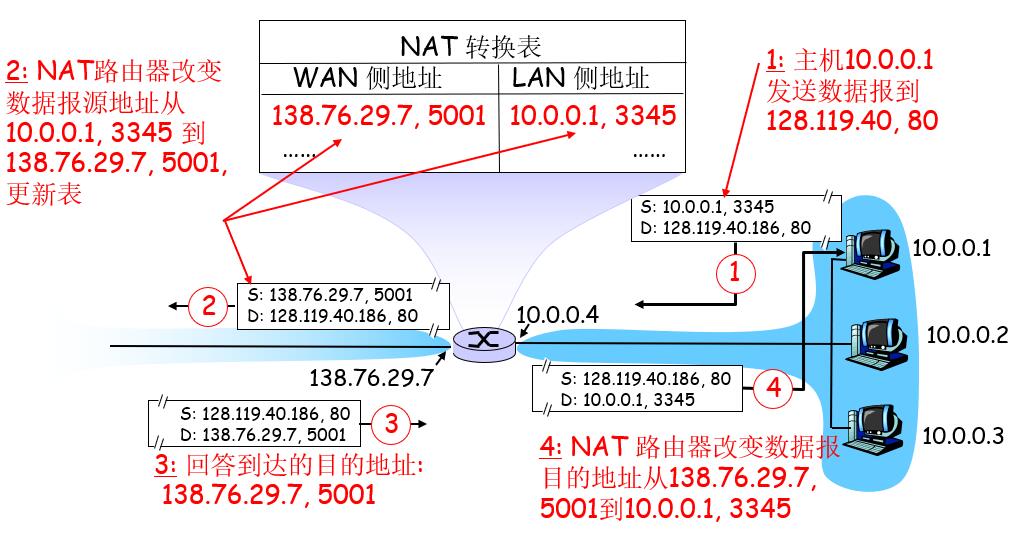 NAT 转换表
WAN 侧地址 LAN 侧地址
138.76.29.7, 5001 10.0.0.1, 3345
…… ……
2: NAT路由器改变
数据报源地址从
10.0.0.1, 3345 到
138.76.29.7, 5001,
更新表
1: 主机10.0.0.1
发送数据报到
128.119.40, 80
S: 10.0.0.1, 3345
D: 128.119.40.186, 80
1
10.0.0.1
S: 138.76.29.7, 5001
D: 128.119.40.186, 80
2
10.0.0.4
10.0.0.2
138.76.29.7
S: 128.119.40.186, 80
D: 10.0.0.1, 3345
4
S: 128.119.40.186, 80
D: 138.76.29.7, 5001
3
10.0.0.3
3: 回答到达的目的地址:
138.76.29.7, 5001
4: NAT 路由器改变数据报
目的地址从138.76.29.7,
5001到10.0.0.1, 3345